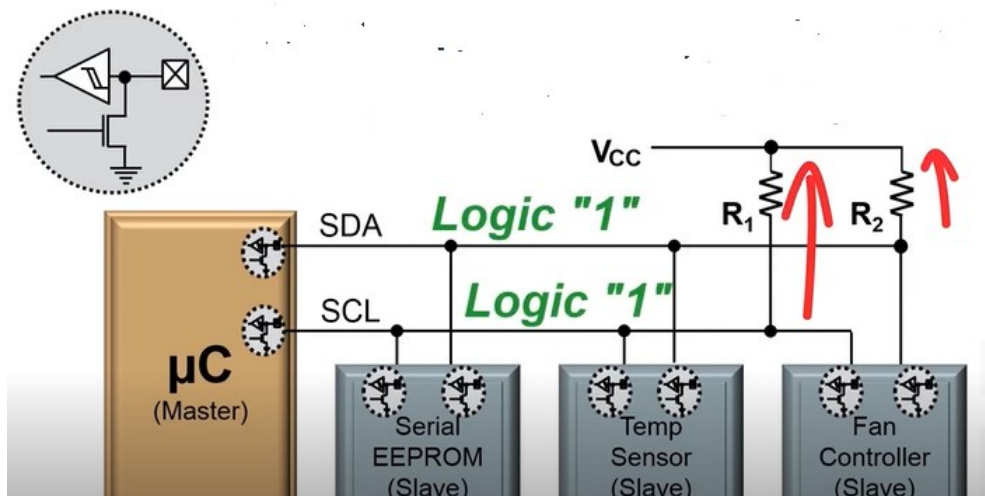 VCC
R1
R2
SDA
Logic "1"
SCL
Logic "1"
µC
(Master)
Serial
EEPROM
(Slave)
Temp
Sensor
(Slave)
Fan
Controller
(Slave)